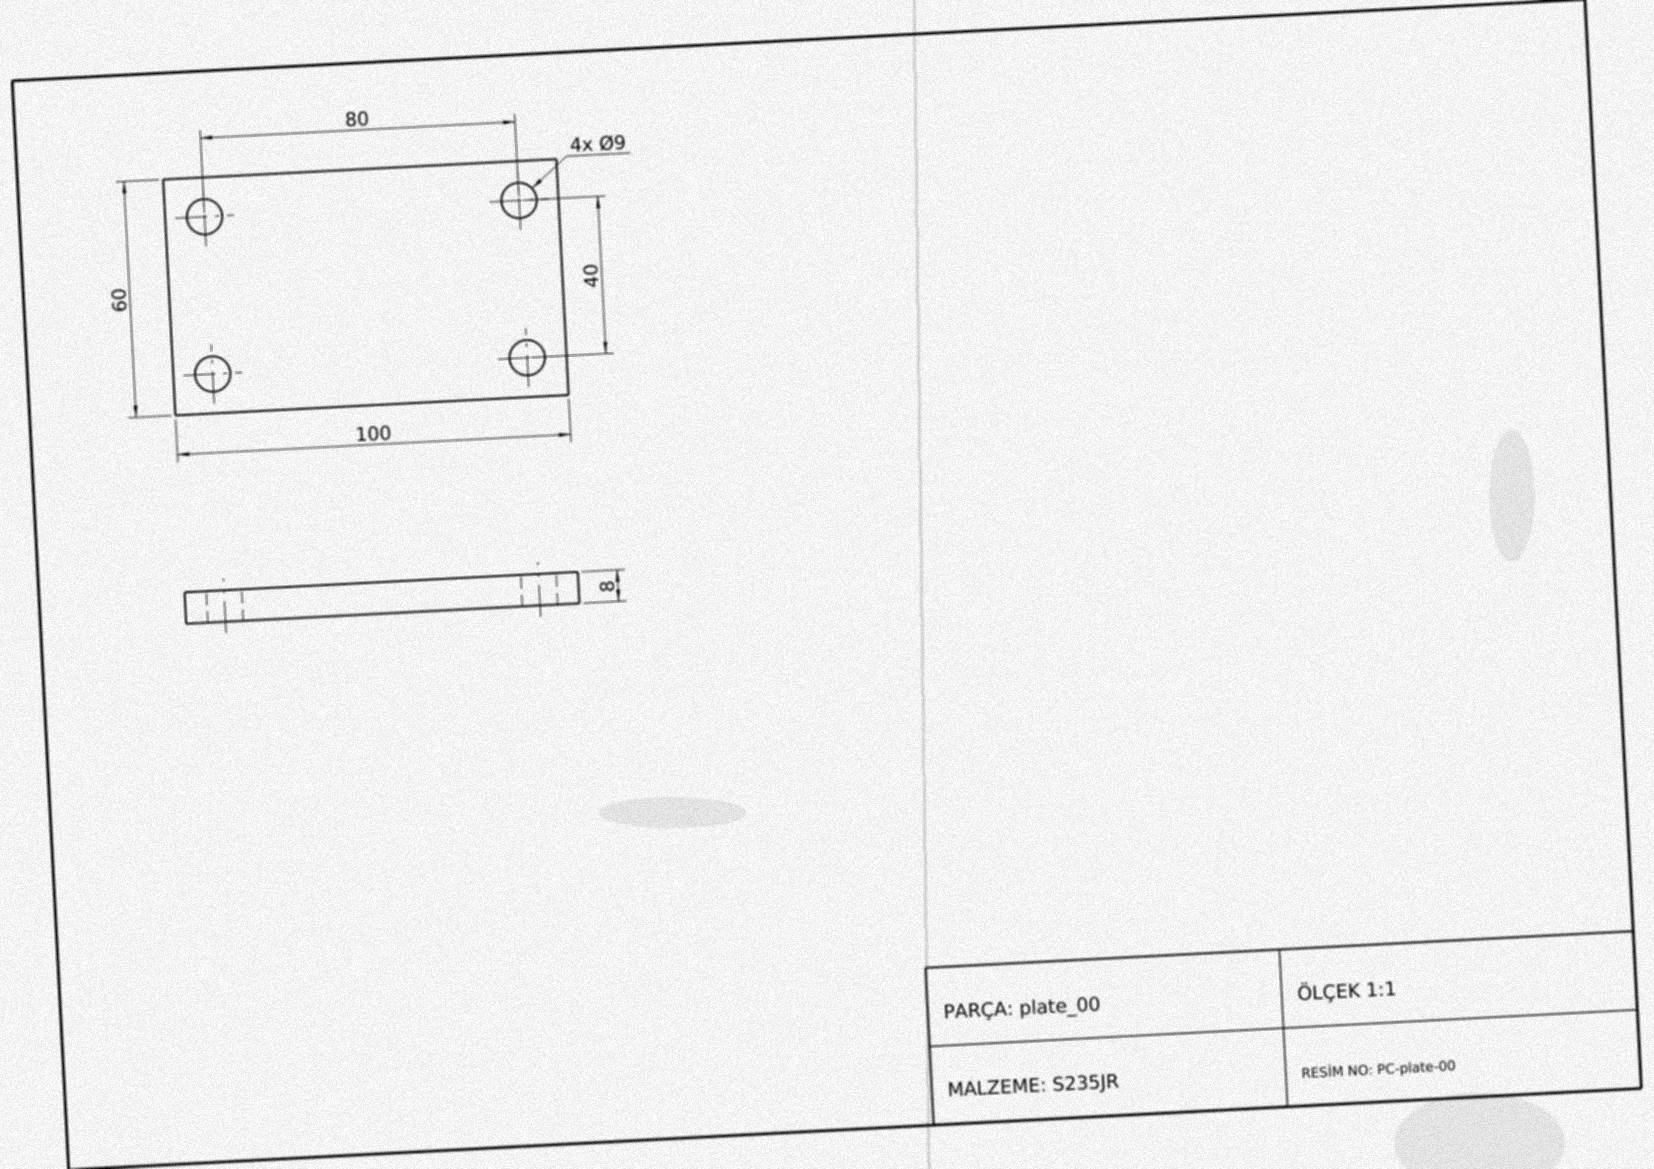 80
4x Ø9
60
40
100
8
PARÇA: plate_00
ÖLÇEK 1:1
MALZEME: S235JR
RESİM NO: PC-plate-00